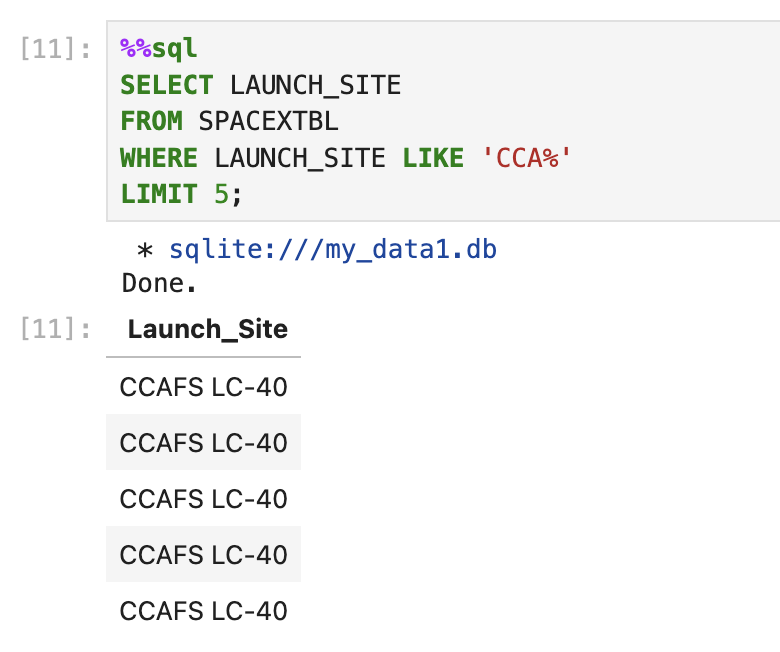 [11]: %%sql
SELECT LAUNCH_SITE
FROM SPACEXTBL
WHERE LAUNCH_SITE LIKE 'CCA%'
LIMIT 5;
* sqlite:///my_data1.db
Done.
[11]: Launch_Site
CCAFS LC-40
CCAFS LC-40
CCAFS LC-40
CCAFS LC-40
CCAFS LC-40